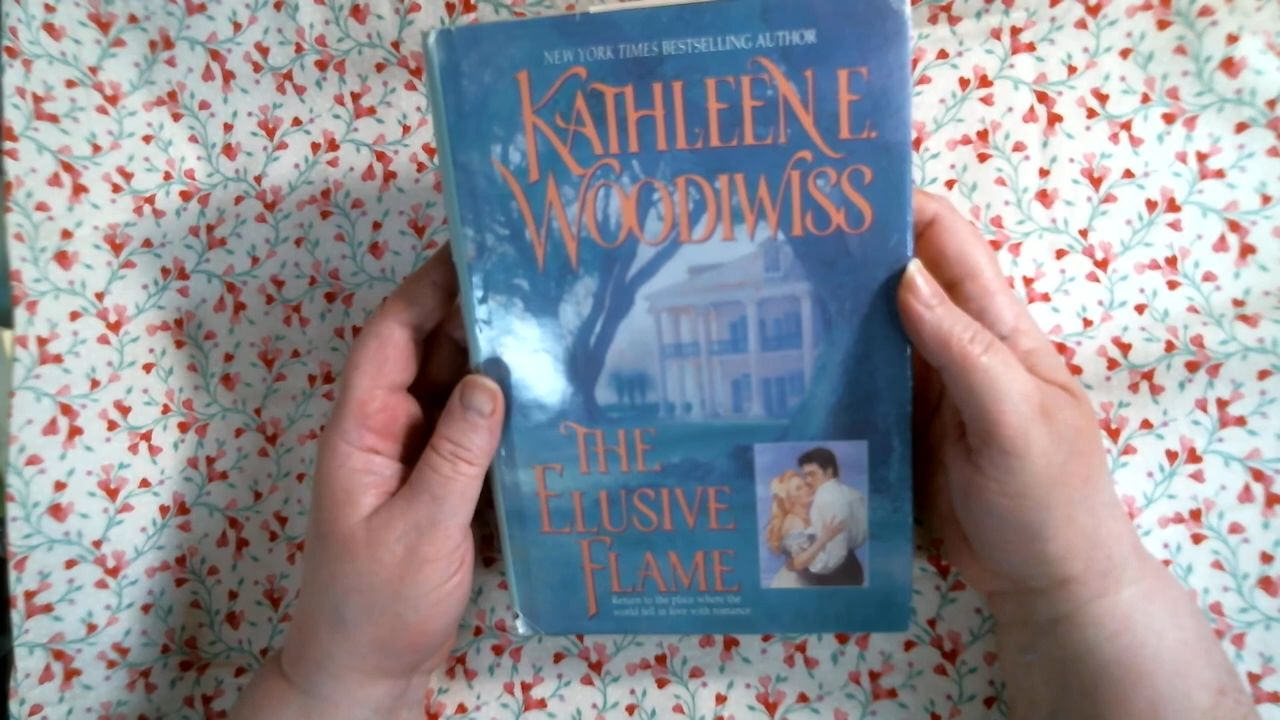 NEW YORK TIMES BESTSELLING AUTHOR
KATHLEEN E.
WOODIWISS
THE
ELUSIVE
FLAME
Return to the place where the
world fell in love with romance